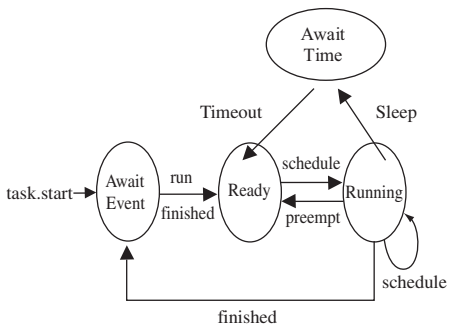 Await
Time
Timeout
Sleep
task.start
Await
Event
run
finished
Ready
schedule
preempt
Running
schedule
finished